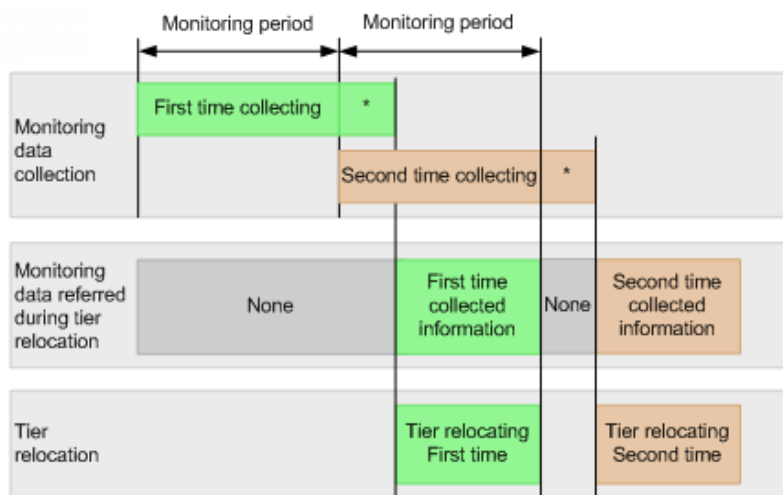 Monitoring period
Monitoring period
Monitoring
data
collection
First time collecting
*
Second time collecting
*
Monitoring
data referred
during tier
relocation
None
First time
collected
information
None
Second time
collected
information
Tier
relocation
Tier relocating
First time
Tier relocating
Second time